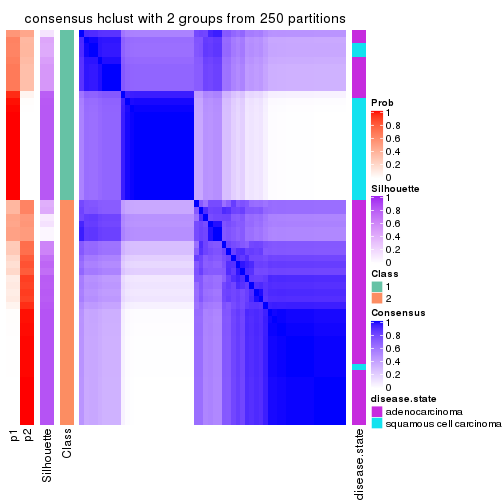 consensus hclust with 2 groups from 250 partitions
Prob
1
0.8
0.6
0.4
0.2
0
Silhouette
1
0.8
0.6
0.4
0.2
0
Class
1
2
Consensus
1
0.8
0.6
0.4
0.2
0
disease.state
adenocarcinoma
squamous cell carcinoma
p1
p2
Silhouette
Class
disease.state